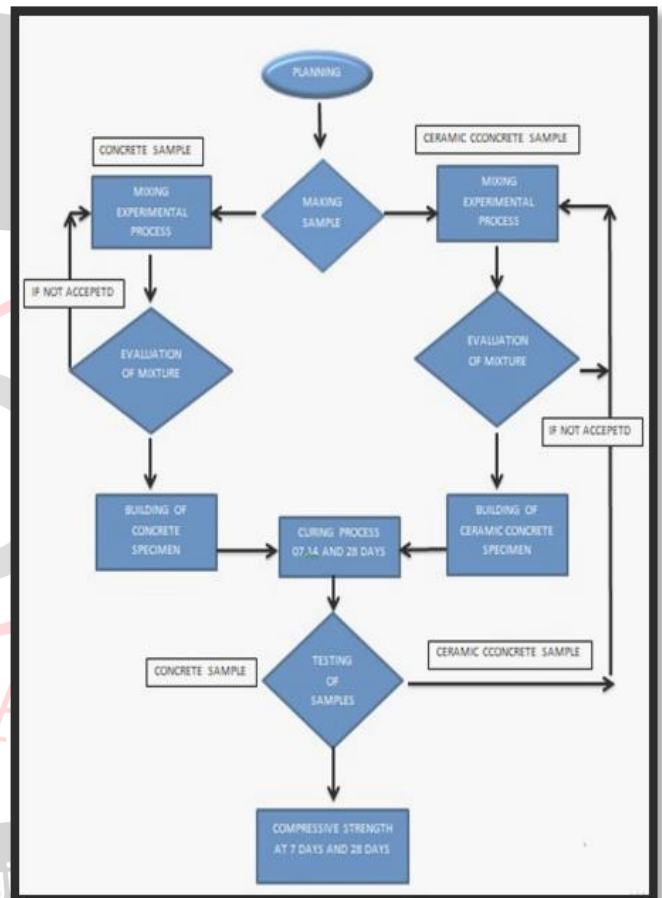 PLANNING
CONCRETE SAMPLE
CERAMIC CCONCRETE SAMPLE
MIXING
EXPERIMENTAL
PROCESS
MAKING
SAMPLE
MIXING
EXPERIMENTAL
PROCESS
IF NOT ACCEPETD
EVALUATION
OF MIXTURE
EVALUATION
OF MIXTURE
IF NOT ACCEPETD
BUILDING OF
CONCRETE
SPECIMEN
CURING PROCESS
07,14 AND 28 DAYS
BUILDING OF
CERAMIC CONCRETE
SPECIMEN
CONCRETE SAMPLE
TESTING
OF
SAMPLES
CERAMIC CCONCRETE SAMPLE
COMPRESSIVE STRENGTH
AT 7 DAYS AND 28 DAYS